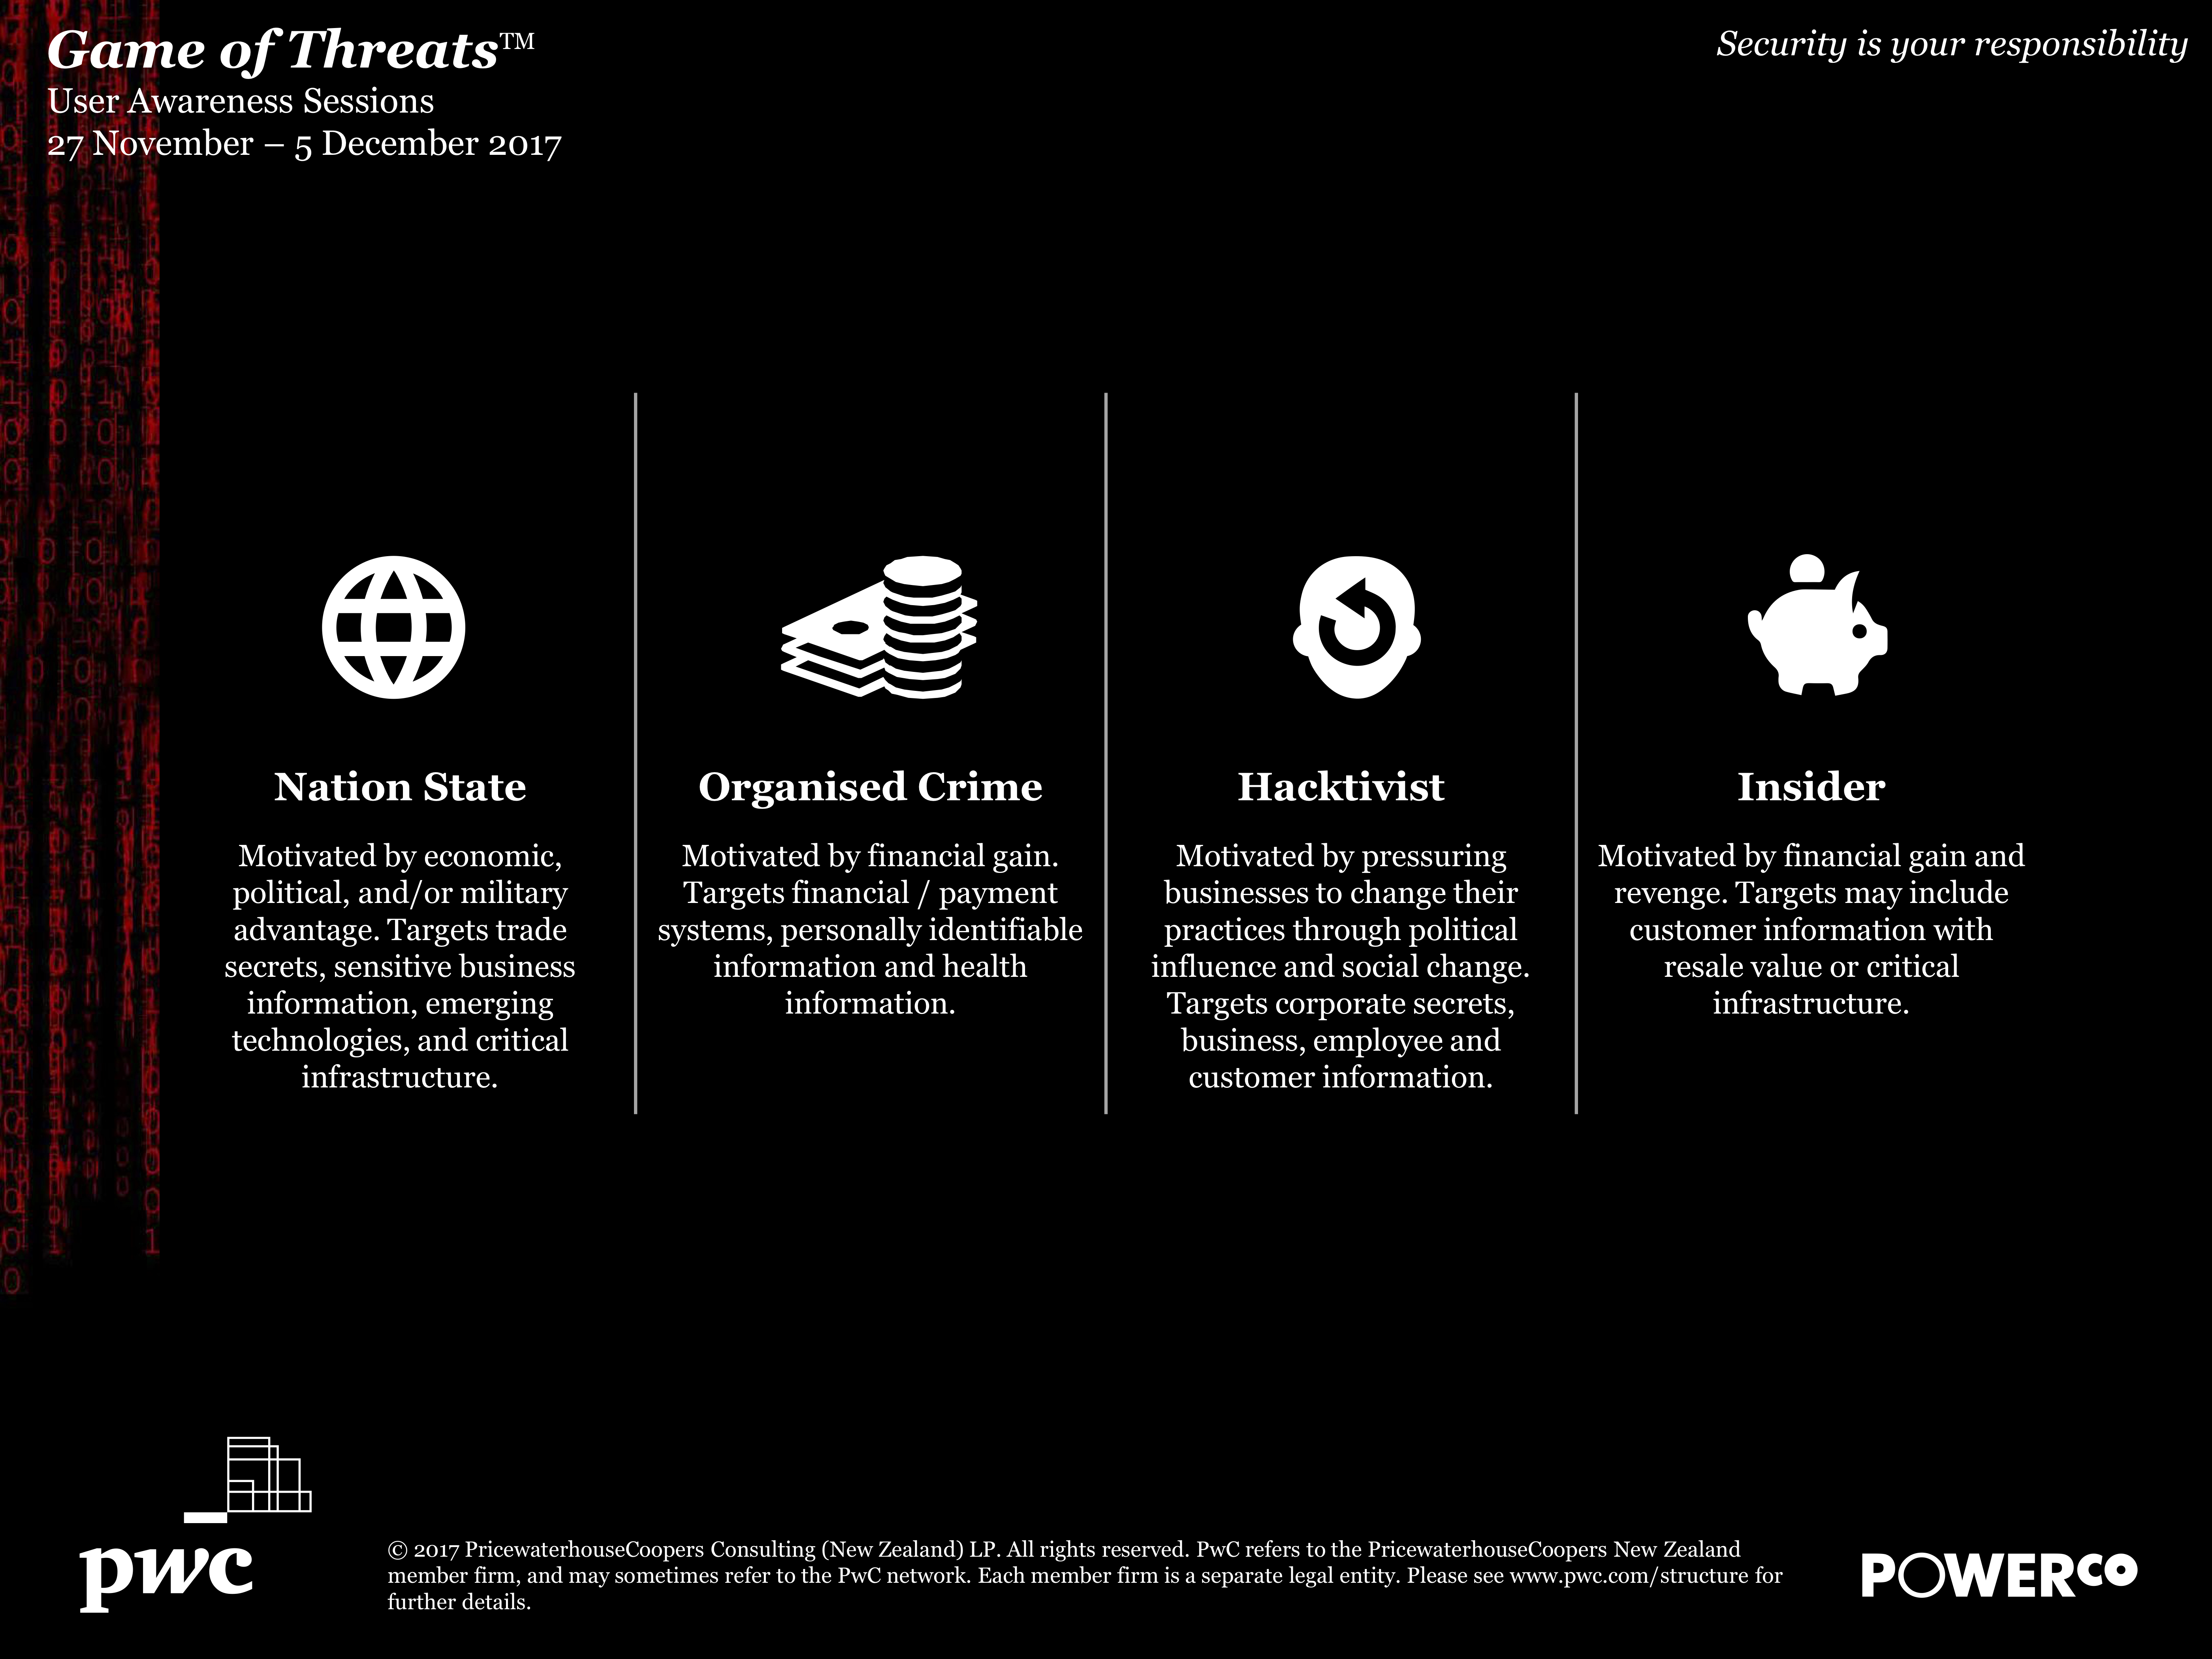 Game of Threats™
User Awareness Sessions
27 November – 5 December 2017
Security is your responsibility
Nation State
Motivated by economic,
political, and/or military
advantage. Targets trade
secrets, sensitive business
information, emerging
technologies, and critical
infrastructure.
Organised Crime
Motivated by financial gain.
Targets financial / payment
systems, personally identifiable
information and health
information.
Hacktivist
Motivated by pressuring
businesses to change their
practices through political
influence and social change.
Targets corporate secrets,
business, employee and
customer information.
Insider
Motivated by financial gain and
revenge. Targets may include
customer information with
resale value or critical
infrastructure.
pwc
© 2017 PricewaterhouseCoopers Consulting (New Zealand) LP. All rights reserved. PwC refers to the PricewaterhouseCoopers New Zealand
member firm, and may sometimes refer to the PwC network. Each member firm is a separate legal entity. Please see www.pwc.com/structure for
further details.
POWERCO